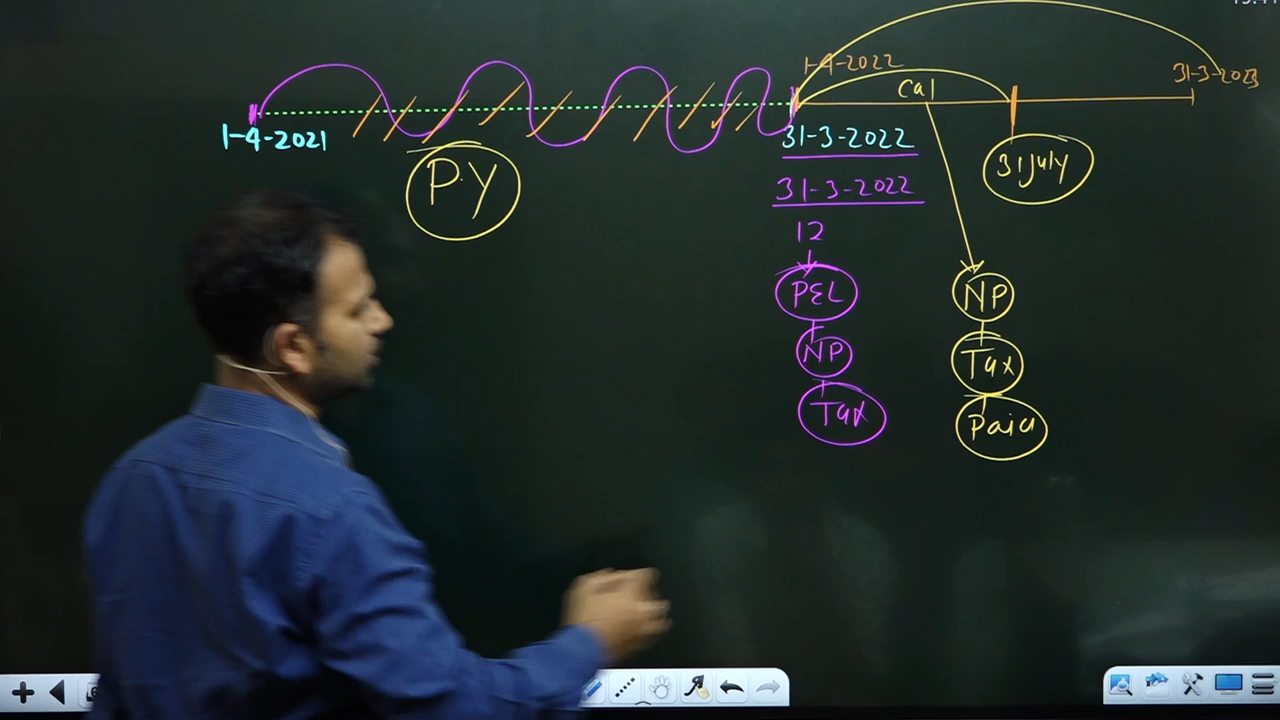 1-4-2022
31-3-2023
Cal
1-4-2021
31-3-2022
31 july
P.Y
31-3-2022
12
P&L
NP
NP
Tax
Tax
Paid